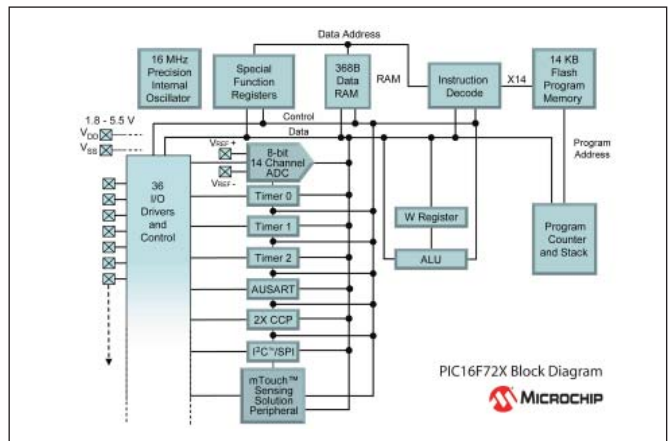 Data Address
16 MHz
Precision
Internal
Oscillator
Special
Function
Registers
368B
Data
RAM
RAM
Instruction
Decode
X14
14 KB
Flash
Program
Memory
1.8 - 5.5 V
Control
Data
VDD
VSS
VREF +
8-bit
14 Channel
ADC
VREF -
Program
Address
36
I/O
Drivers
and
Control
Timer 0
Timer 1
Timer 2
AUSART
2X CCP
I²C™/SPI
mTouch™
Sensing
Solution
Peripheral
W Register
ALU
Program
Counter
and Stack
PIC16F72X Block Diagram
MICROCHIP